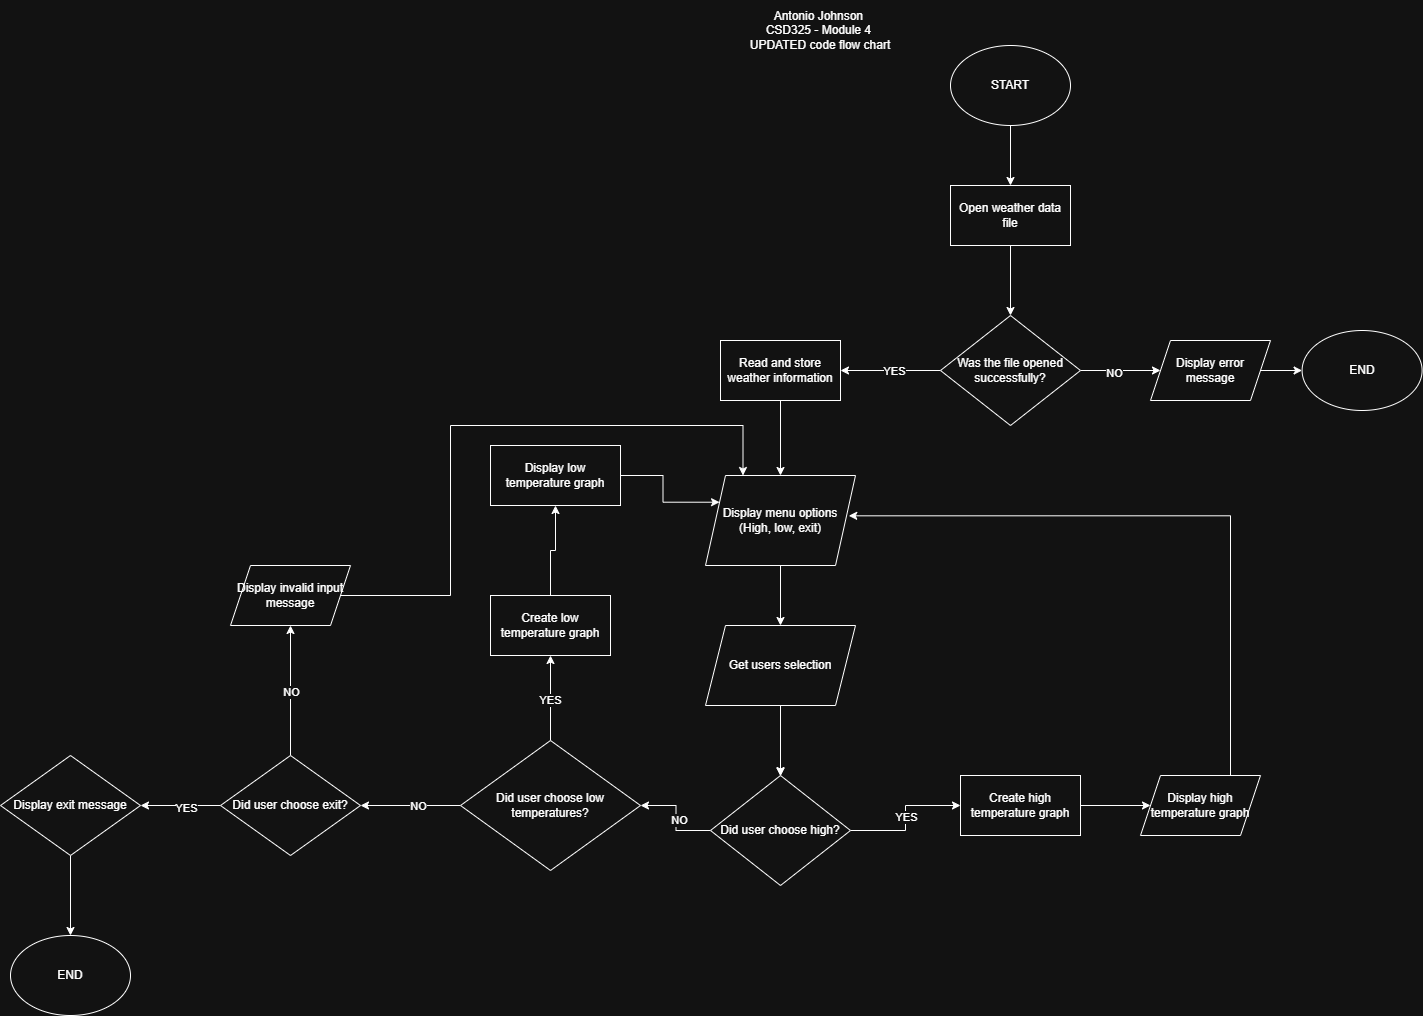 Antonio Johnson
CSD325 - Module 4
UPDATED code flow chart
START
Open weather data
file
Was the file opened
successfully?
YES
NO
Read and store
weather information
Display error
message
END
Display low
temperature graph
Display menu options
(High, low, exit)
Display invalid input
message
Create low
temperature graph
Get users selection
NO
YES
Display exit message
YES
Did user choose exit?
NO
Did user choose low
temperatures?
NO
Did user choose high?
YES
Create high
temperature graph
Display high
temperature graph
END